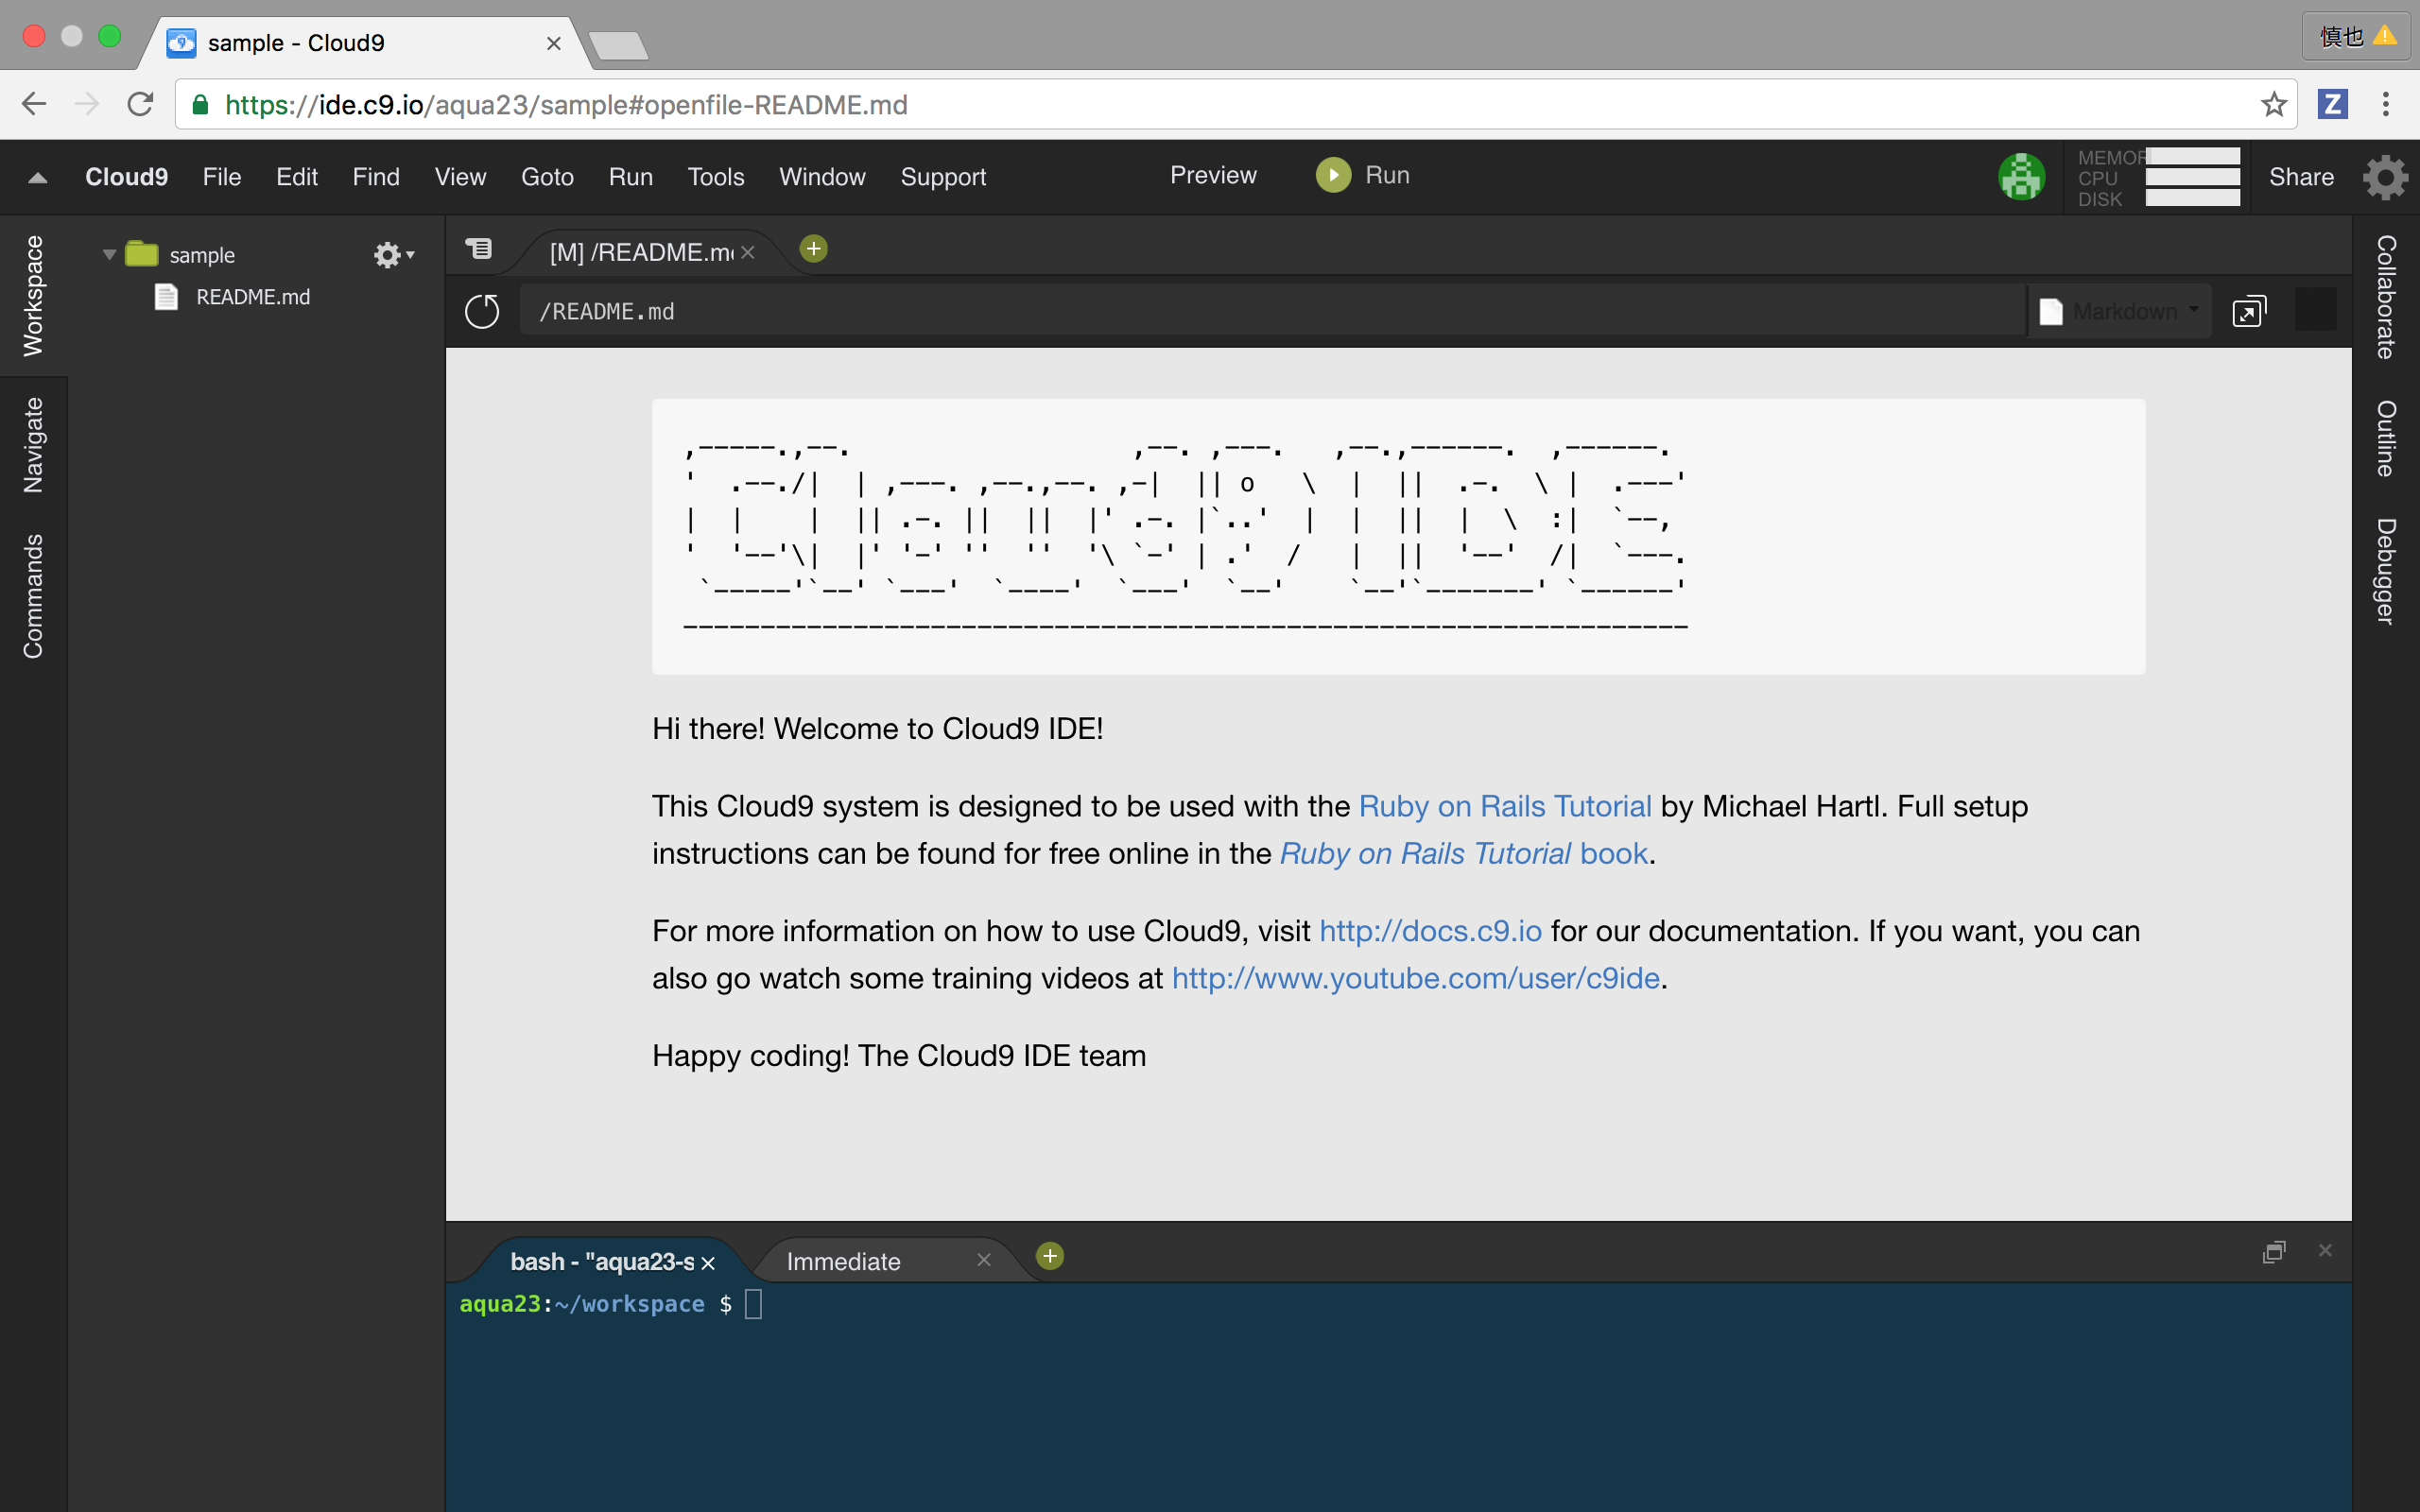 sample - Cloud9
慎也
https://ide.c9.io/aqua23/sample#openfile-README.md
Z
Cloud9 File Edit Find View Goto Run Tools Window Support Preview Run
MEMOR
CPU
DISK
Share
Workspace
Navigate
Commands
sample
README.md
[M] /README.m
/README.md
Markdown
Collaborate
Outline
Debugger
Cloud9 IDE
Hi there! Welcome to Cloud9 IDE!
This Cloud9 system is designed to be used with the Ruby on Rails Tutorial by Michael Hartl. Full setup
instructions can be found for free online in the Ruby on Rails Tutorial book.
For more information on how to use Cloud9, visit http://docs.c9.io for our documentation. If you want, you can
also go watch some training videos at http://www.youtube.com/user/c9ide.
Happy coding! The Cloud9 IDE team
bash - "aqua23-s
Immediate
aqua23:~/workspace $